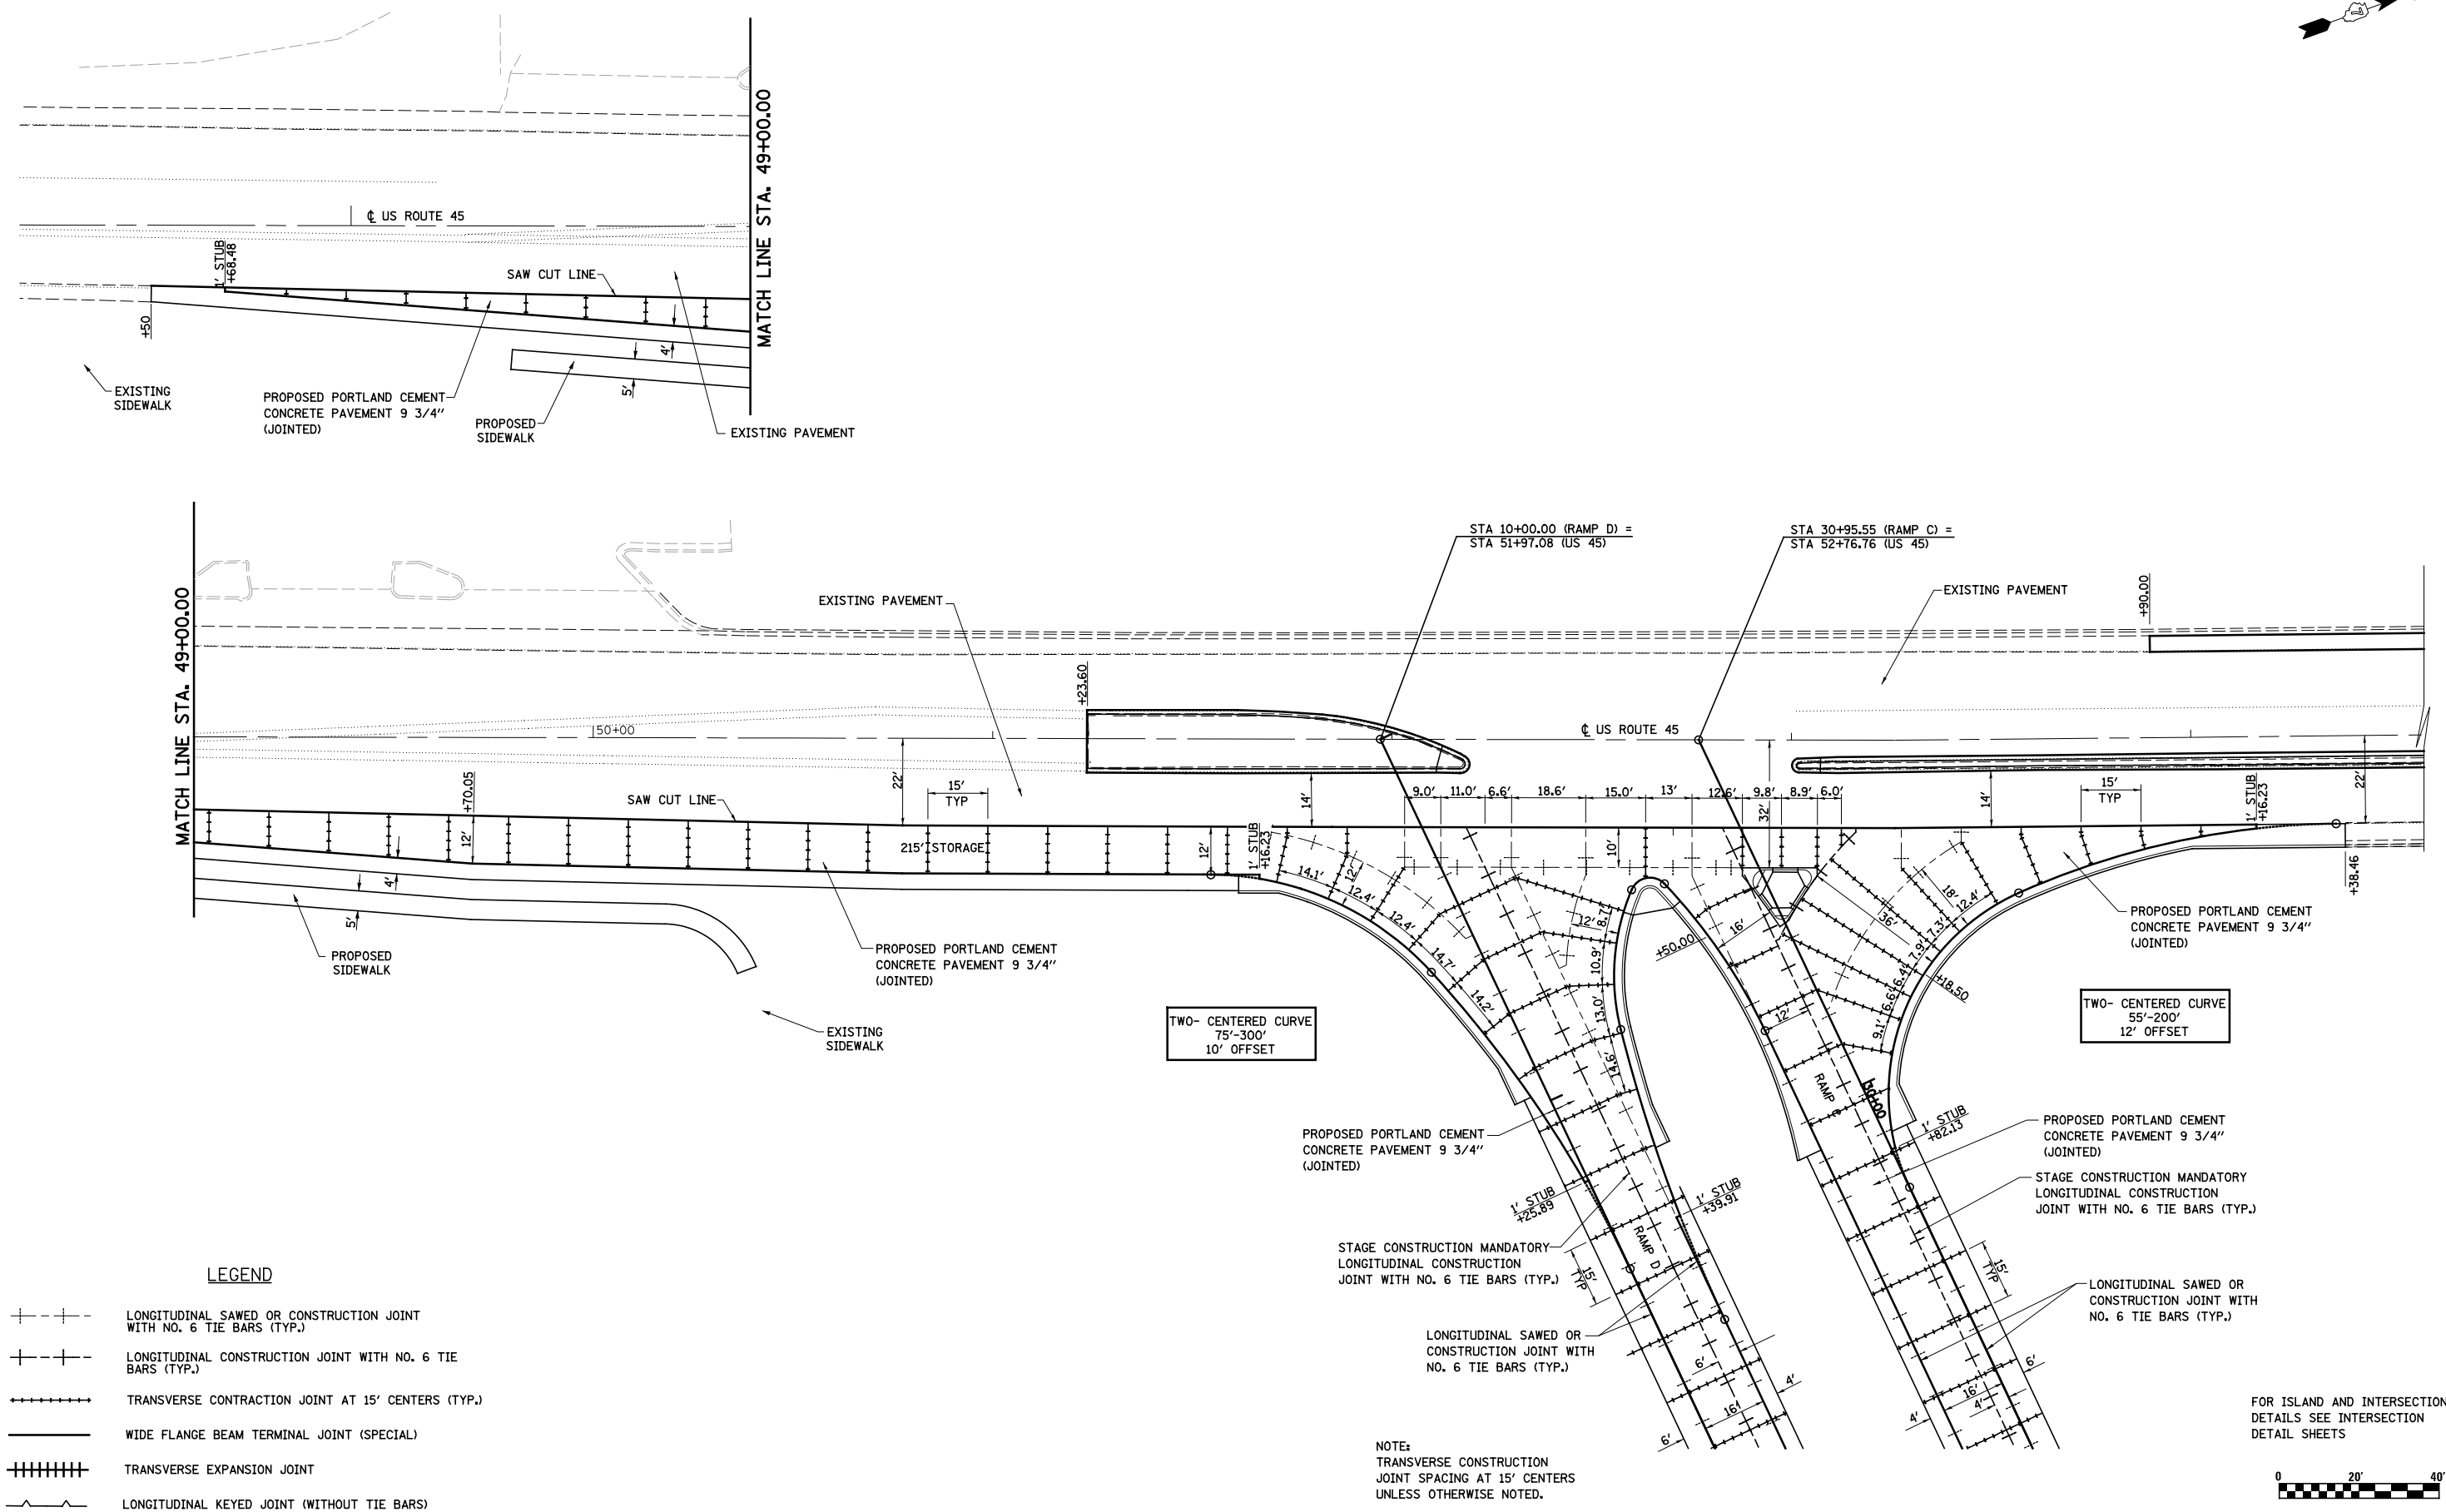 MATCH LINE STA. 49+00.00
℄ US ROUTE 45
1' STUB
+68.48
SAW CUT LINE
+50
4'
5'
EXISTING
SIDEWALK
PROPOSED PORTLAND CEMENT
CONCRETE PAVEMENT 9 3/4"
(JOINTED)
PROPOSED
SIDEWALK
EXISTING PAVEMENT
STA 10+00.00 (RAMP D) =
STA 51+97.08 (US 45)
STA 30+95.55 (RAMP C) =
STA 52+76.76 (US 45)
MATCH LINE STA. 49+00.00
EXISTING PAVEMENT
EXISTING PAVEMENT
+90.00
+23.60
50+00
℄ US ROUTE 45
+70.05
12'
SAW CUT LINE
22'
15'
TYP
14'
9.0'
11.0'
6.6'
18.6'
15.0'
13'
12.6'
9.8'
8.9'
6.0'
32'
14'
15'
TYP
1' STUB
+16.23
22'
215' STORAGE
12'
1' STUB
+16.23
10'
+38.46
4'
5'
14.1'
12'
12.4'
12.4'
14.7'
14.2'
12'
8.7'
10.9'
13.0'
14.9'
+50.00
16'
12'
36'
18'
12.4'
7.3'
7.9'
6.4'
6.6'
9.1'
+18.50
PROPOSED
SIDEWALK
PROPOSED PORTLAND CEMENT
CONCRETE PAVEMENT 9 3/4"
(JOINTED)
PROPOSED PORTLAND CEMENT
CONCRETE PAVEMENT 9 3/4"
(JOINTED)
EXISTING
SIDEWALK
TWO- CENTERED CURVE
75'-300'
10' OFFSET
TWO- CENTERED CURVE
55'-200'
12' OFFSET
RAMP C
30+00
1' STUB
+82.13
PROPOSED PORTLAND CEMENT
CONCRETE PAVEMENT 9 3/4"
(JOINTED)
PROPOSED PORTLAND CEMENT
CONCRETE PAVEMENT 9 3/4"
(JOINTED)
STAGE CONSTRUCTION MANDATORY
LONGITUDINAL CONSTRUCTION
JOINT WITH NO. 6 TIE BARS (TYP.)
1' STUB
+25.89
1' STUB
+39.91
RAMP D
STAGE CONSTRUCTION MANDATORY
LONGITUDINAL CONSTRUCTION
JOINT WITH NO. 6 TIE BARS (TYP.)
15'
TYP
15'
TYP
LONGITUDINAL SAWED OR
CONSTRUCTION JOINT WITH
NO. 6 TIE BARS (TYP.)
LONGITUDINAL SAWED OR
CONSTRUCTION JOINT WITH
NO. 6 TIE BARS (TYP.)
6'
4'
16'
6'
6'
16'
4'
4'
LEGEND
LONGITUDINAL SAWED OR CONSTRUCTION JOINT
WITH NO. 6 TIE BARS (TYP.)
LONGITUDINAL CONSTRUCTION JOINT WITH NO. 6 TIE
BARS (TYP.)
TRANSVERSE CONTRACTION JOINT AT 15' CENTERS (TYP.)
WIDE FLANGE BEAM TERMINAL JOINT (SPECIAL)
TRANSVERSE EXPANSION JOINT
LONGITUDINAL KEYED JOINT (WITHOUT TIE BARS)
NOTE:
TRANSVERSE CONSTRUCTION
JOINT SPACING AT 15' CENTERS
UNLESS OTHERWISE NOTED.
FOR ISLAND AND INTERSECTION
DETAILS SEE INTERSECTION
DETAIL SHEETS
0 20' 40'